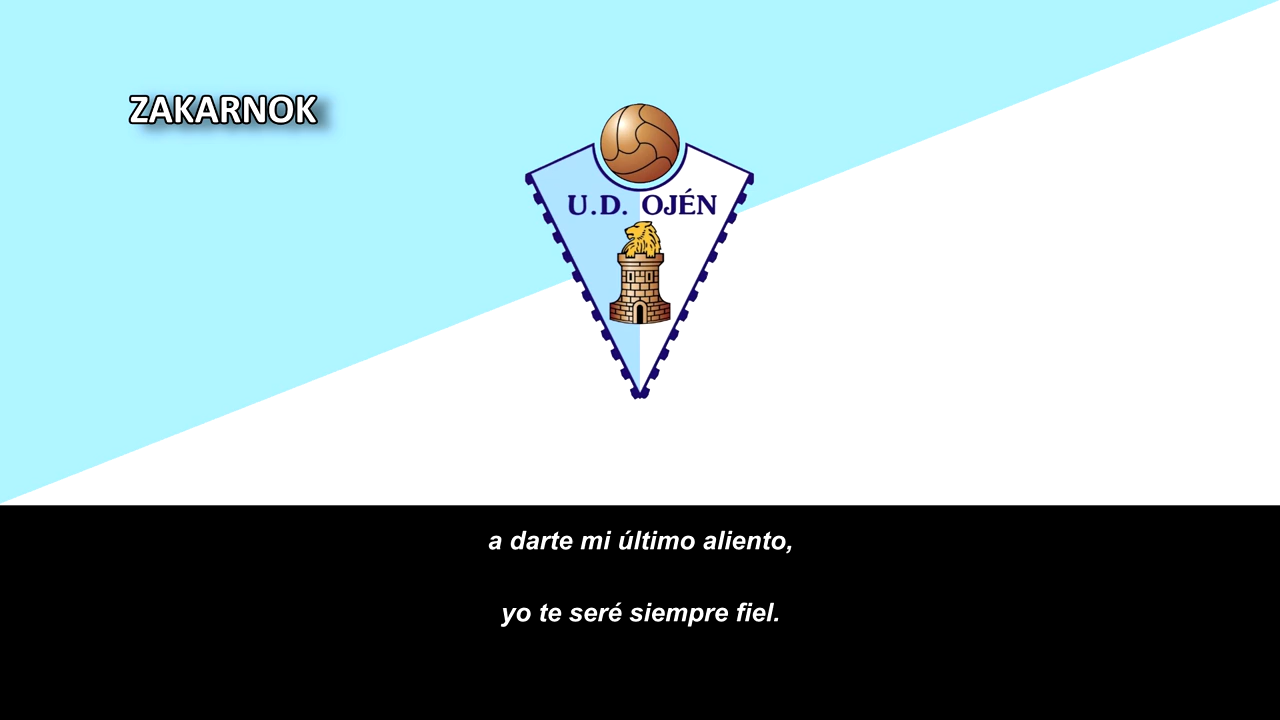 ZAKARNOK
U.D. OJÉN
a darte mi último aliento,
yo te seré siempre fiel.